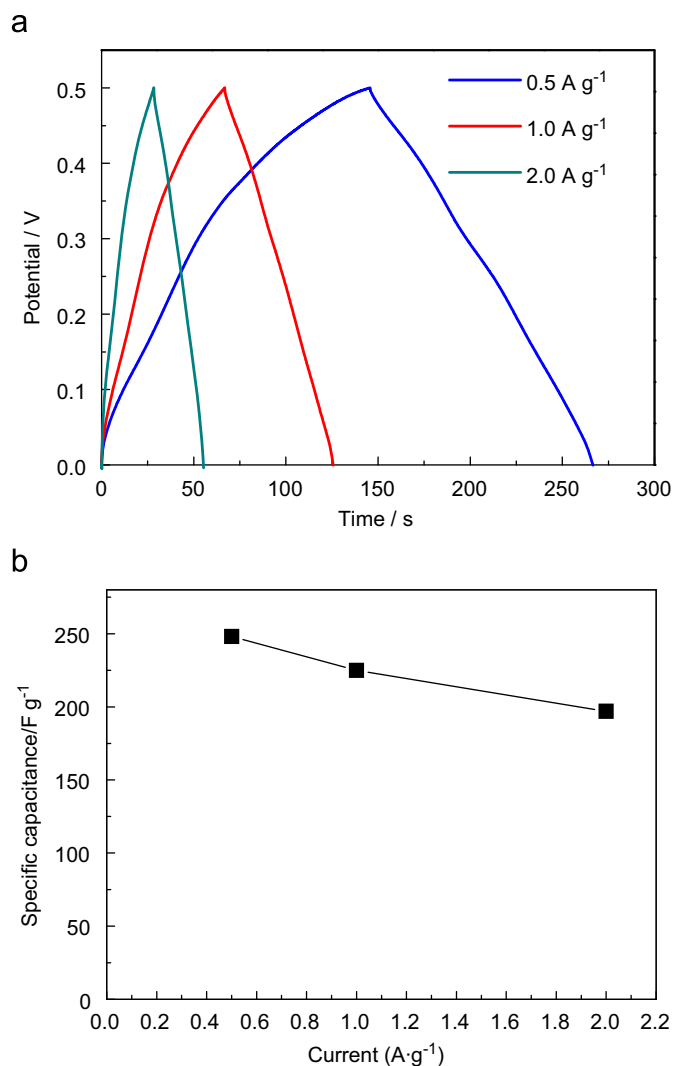 a
0.5
0.4
0.3
0.2
0.1
0.0
Potential / V
0.5 A g⁻¹
1.0 A g⁻¹
2.0 A g⁻¹
0 50 100 150 200 250 300
Time / s
b
250
200
150
100
50
0
Specific capacitance/F g⁻¹
0.0 0.2 0.4 0.6 0.8 1.0 1.2 1.4 1.6 1.8 2.0 2.2
Current (A·g⁻¹)